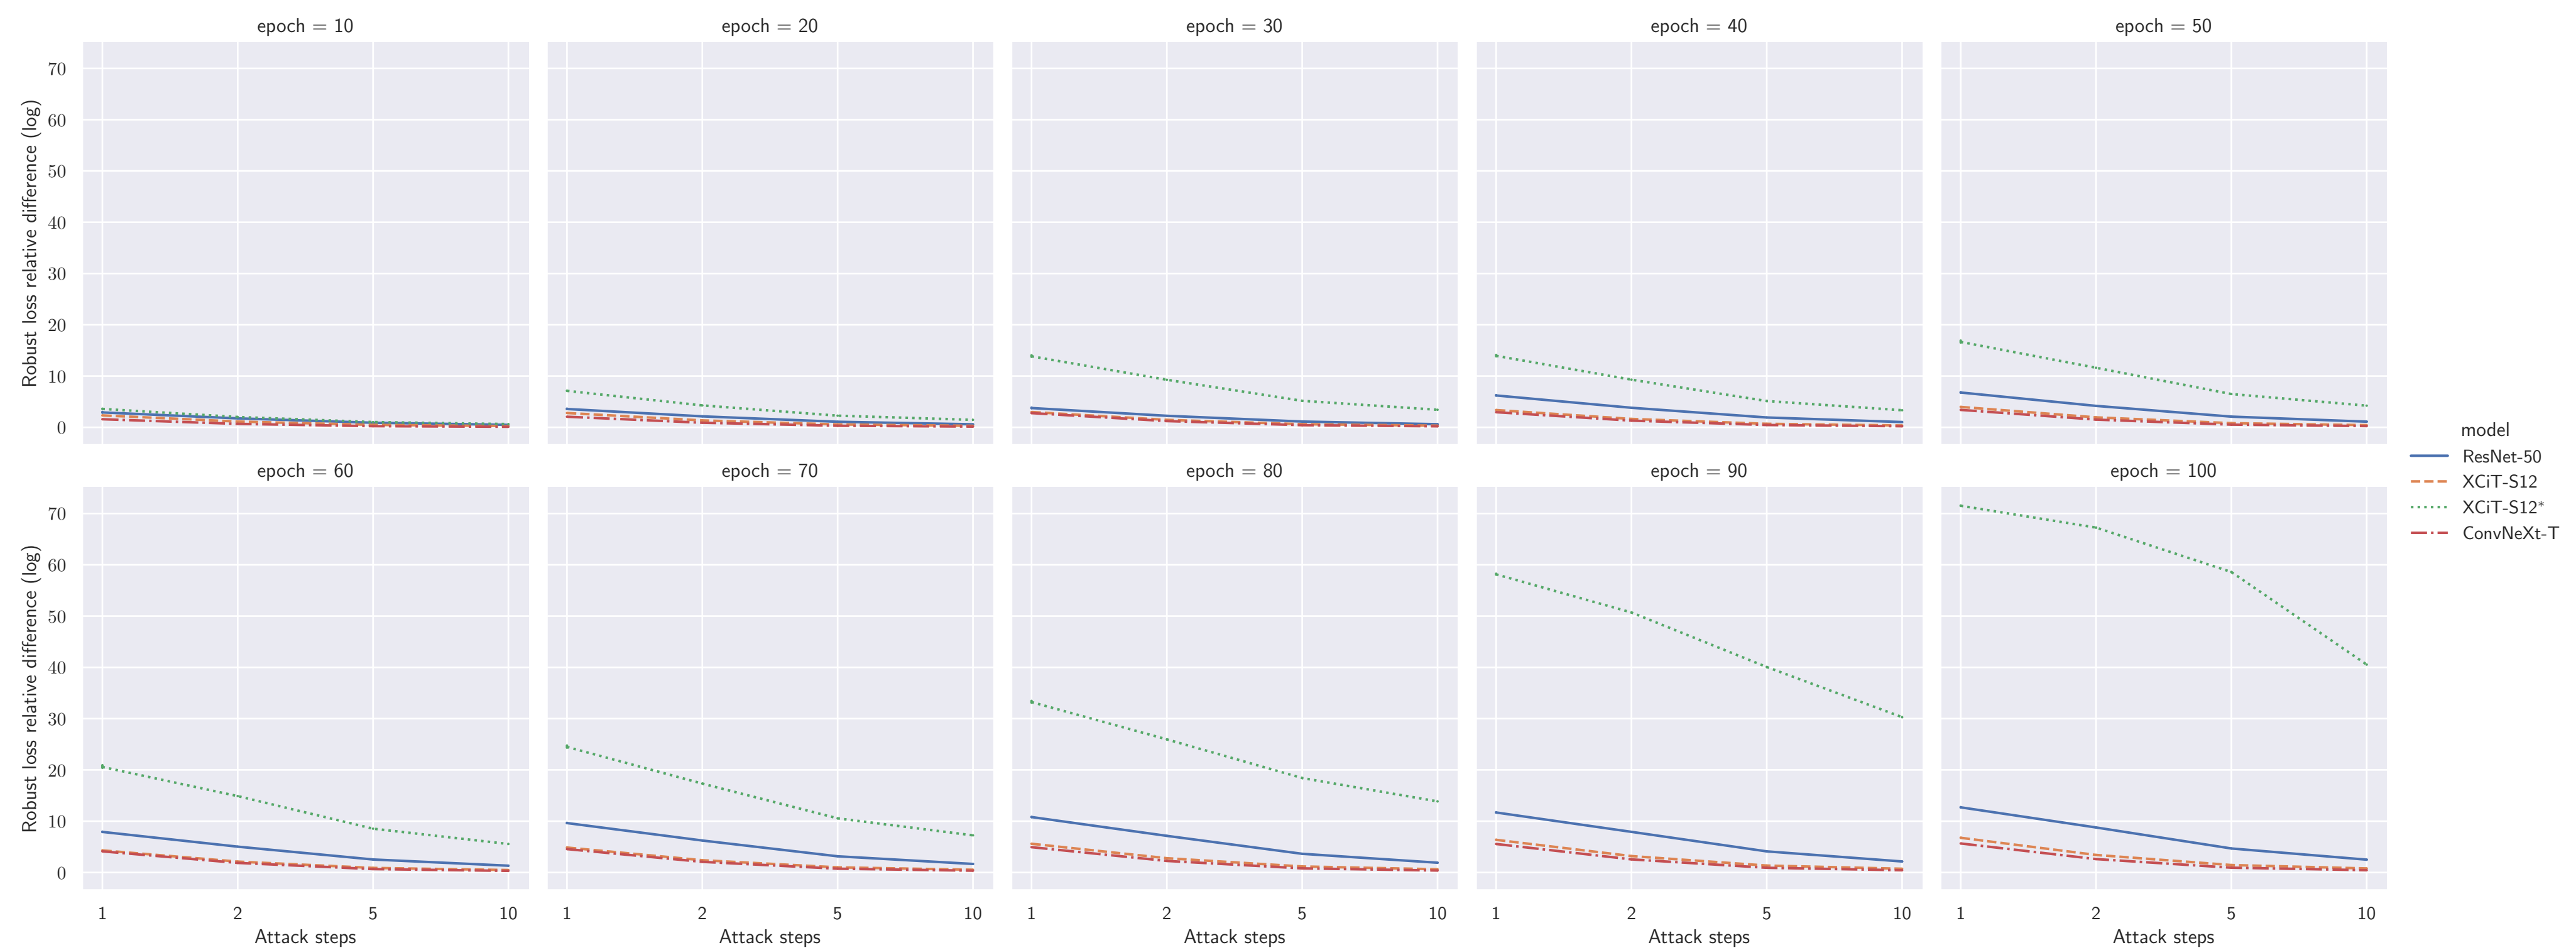 epoch = 10
epoch = 20
epoch = 30
epoch = 40
epoch = 50
Robust loss relative difference (log)
70
60
50
40
30
20
10
0
model
ResNet-50
XCiT-S12
XCiT-S12*
ConvNeXt-T
epoch = 60
epoch = 70
epoch = 80
epoch = 90
epoch = 100
Robust loss relative difference (log)
70
60
50
40
30
20
10
0
1 2 5 10
1 2 5 10
1 2 5 10
1 2 5 10
1 2 5 10
Attack steps
Attack steps
Attack steps
Attack steps
Attack steps